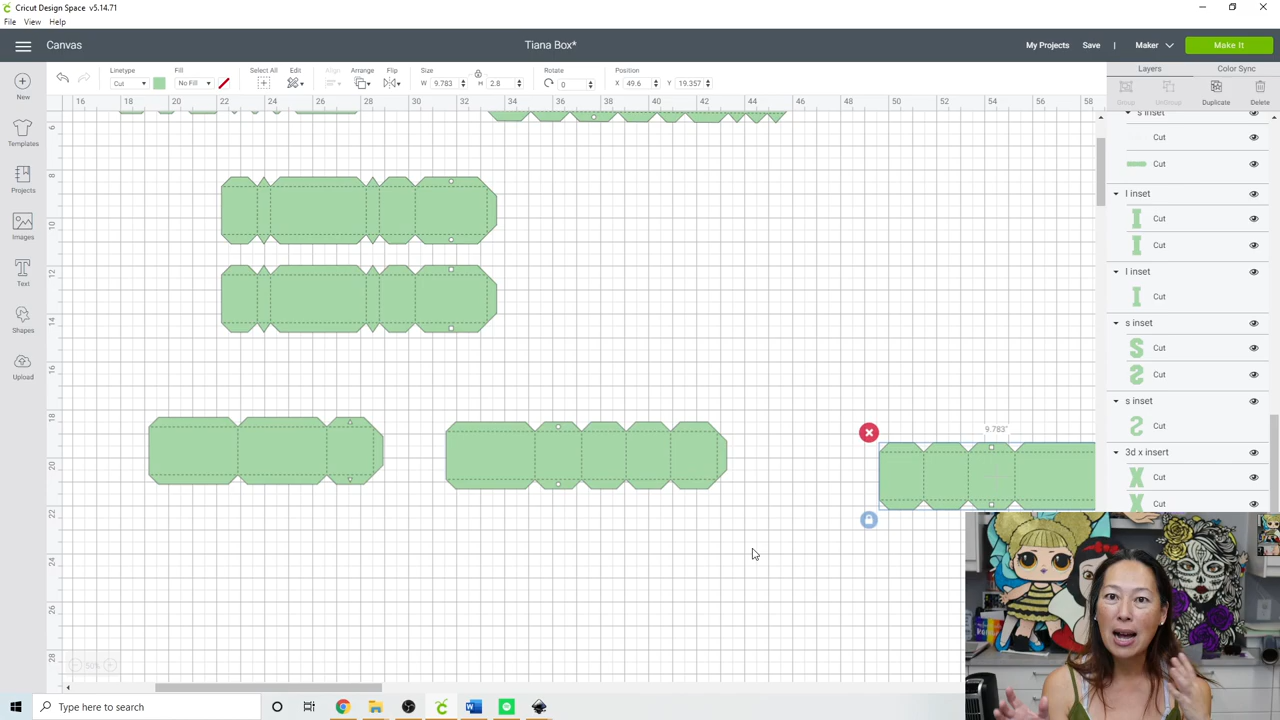 Cricut Design Space v5.14.71
File View Help
Canvas
Tiana Box*
My Projects Save | Maker Make It
Linetype
Cut
Fill
No Fill
Select All
Edit
Align
Arrange
Flip
Size
W 9.783 H 2.8
Rotate
0
Position
X 49.6 Y 19.357
Layers Color Sync
Group UnGroup Duplicate Delete
New
Templates
Projects
Images
Text
Shapes
Upload
16 18 20 22 24 26 28 30 32 34 36 38 40 42 44 46 48 50 52 54 56 58
6
8
10
12
14
16
18
20
22
24
26
28
9.783"
50%
s inset
Cut
Cut
I inset
Cut
Cut
I inset
Cut
s inset
Cut
Cut
s inset
Cut
3d x insert
Cut
Cut
Type here to search